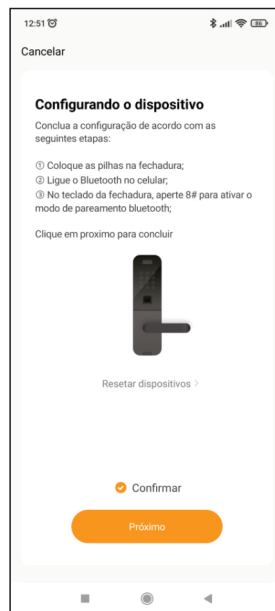 12:51
86
Cancelar
Configurando o dispositivo
Conclua a configuração de acordo com as
seguintes etapas:
① Coloque as pilhas na fechadura;
② Ligue o Bluetooth no celular;
③ No teclado da fechadura, aperte 8# para ativar o
modo de pareamento bluetooth;
Clique em proximo para concluir
Resetar dispositivos >
Confirmar
Próximo